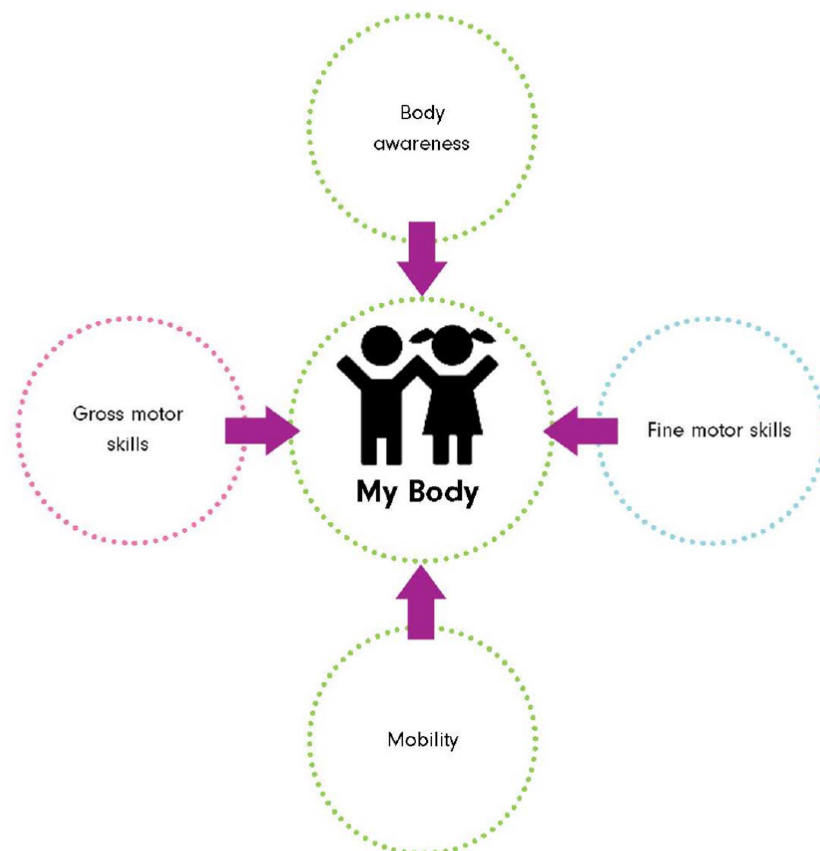 Body
awareness
Gross motor
skills
My Body
Fine motor skills
Mobility